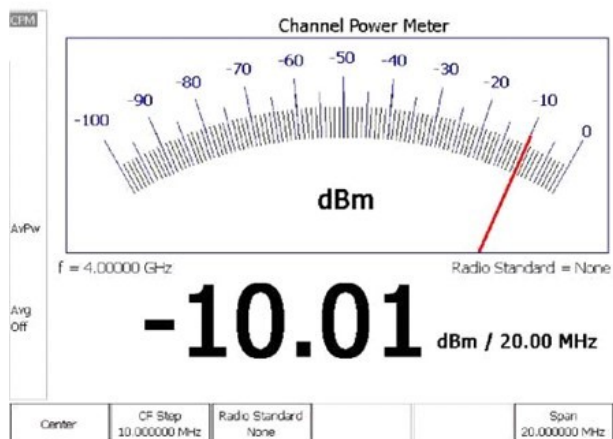 CPM
Channel Power Meter
-100
-90
-80
-70
-60
-50
-40
-30
-20
-10
0
dBm
AvPw
f = 4.00000 GHz
Radio Standard = None
Avg
Off
-10.01 dBm / 20.00 MHz
Center
CF Step
10.000000 MHz
Radio Standard
None
Span
20.000000 MHz